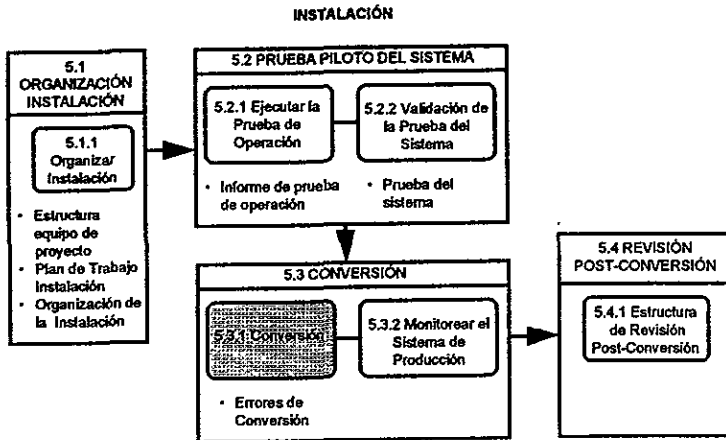 INSTALACIÓN
5.1
ORGANIZACIÓN
INSTALACIÓN
5.1.1
Organizar
Instalación
• Estructura
equipo de
proyecto
• Plan de Trabajo
Instalación
• Organización de
la Instalación
5.2 PRUEBA PILOTO DEL SISTEMA
5.2.1 Ejecutar la
Prueba de
Operación
5.2.2 Validación de
la Prueba del
Sistema
• Informe de prueba
de operación
• Prueba del
sistema
5.3 CONVERSIÓN
5.3.1 Conversión
5.3.2 Monitorear el
Sistema de
Producción
• Errores de
Conversión
5.4 REVISIÓN
POST-CONVERSIÓN
5.4.1 Estructura
de Revisión
Post-Conversión